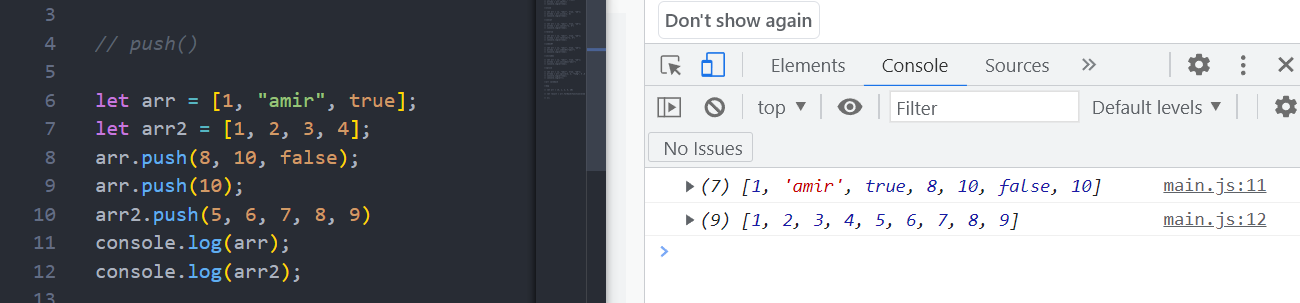 3
4 // push()
5
6 let arr = [1, "amir", true];
7 let arr2 = [1, 2, 3, 4];
8 arr.push(8, 10, false);
9 arr.push(10);
10 arr2.push(5, 6, 7, 8, 9)
11 console.log(arr);
12 console.log(arr2);
13
Don't show again
Elements Console Sources »
top ▼ Filter Default levels ▼
No Issues
▶ (7) [1, 'amir', true, 8, 10, false, 10] main.js:11
▶ (9) [1, 2, 3, 4, 5, 6, 7, 8, 9] main.js:12
>